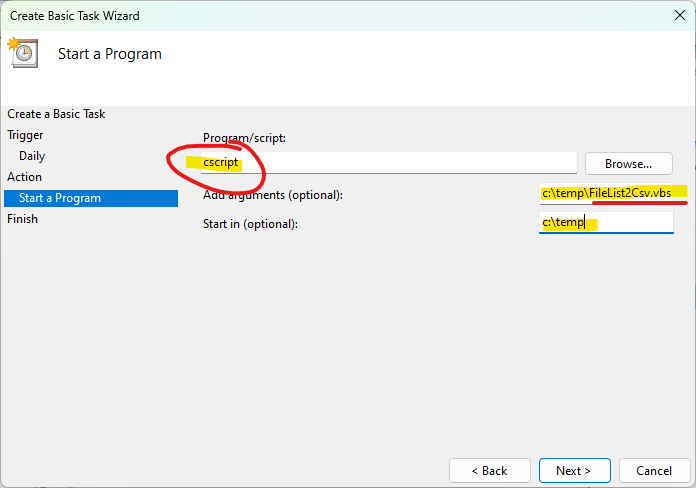 Create Basic Task Wizard
Start a Program
Create a Basic Task
Trigger
Daily
Action
Start a Program
Finish
Program/script:
cscript
Browse...
Add arguments (optional):
c:\temp\FileList2Csv.vbs
Start in (optional):
c:\temp
< Back
Next >
Cancel